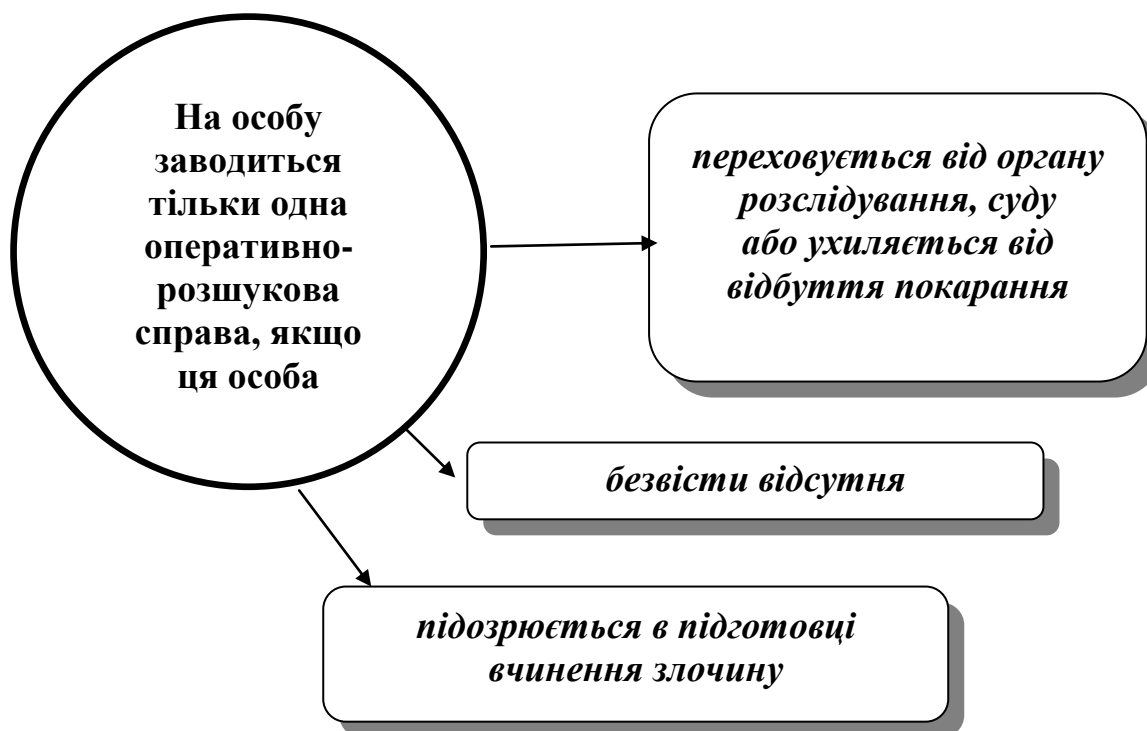 На особу
заводиться
тільки одна
оперативно-
розшукова
справа, якщо
ця особа
переховується від органу
розслідування, суду
або ухиляється від
відбуття покарання
безвісти відсутня
підозрюється в підготовці
вчинення злочину